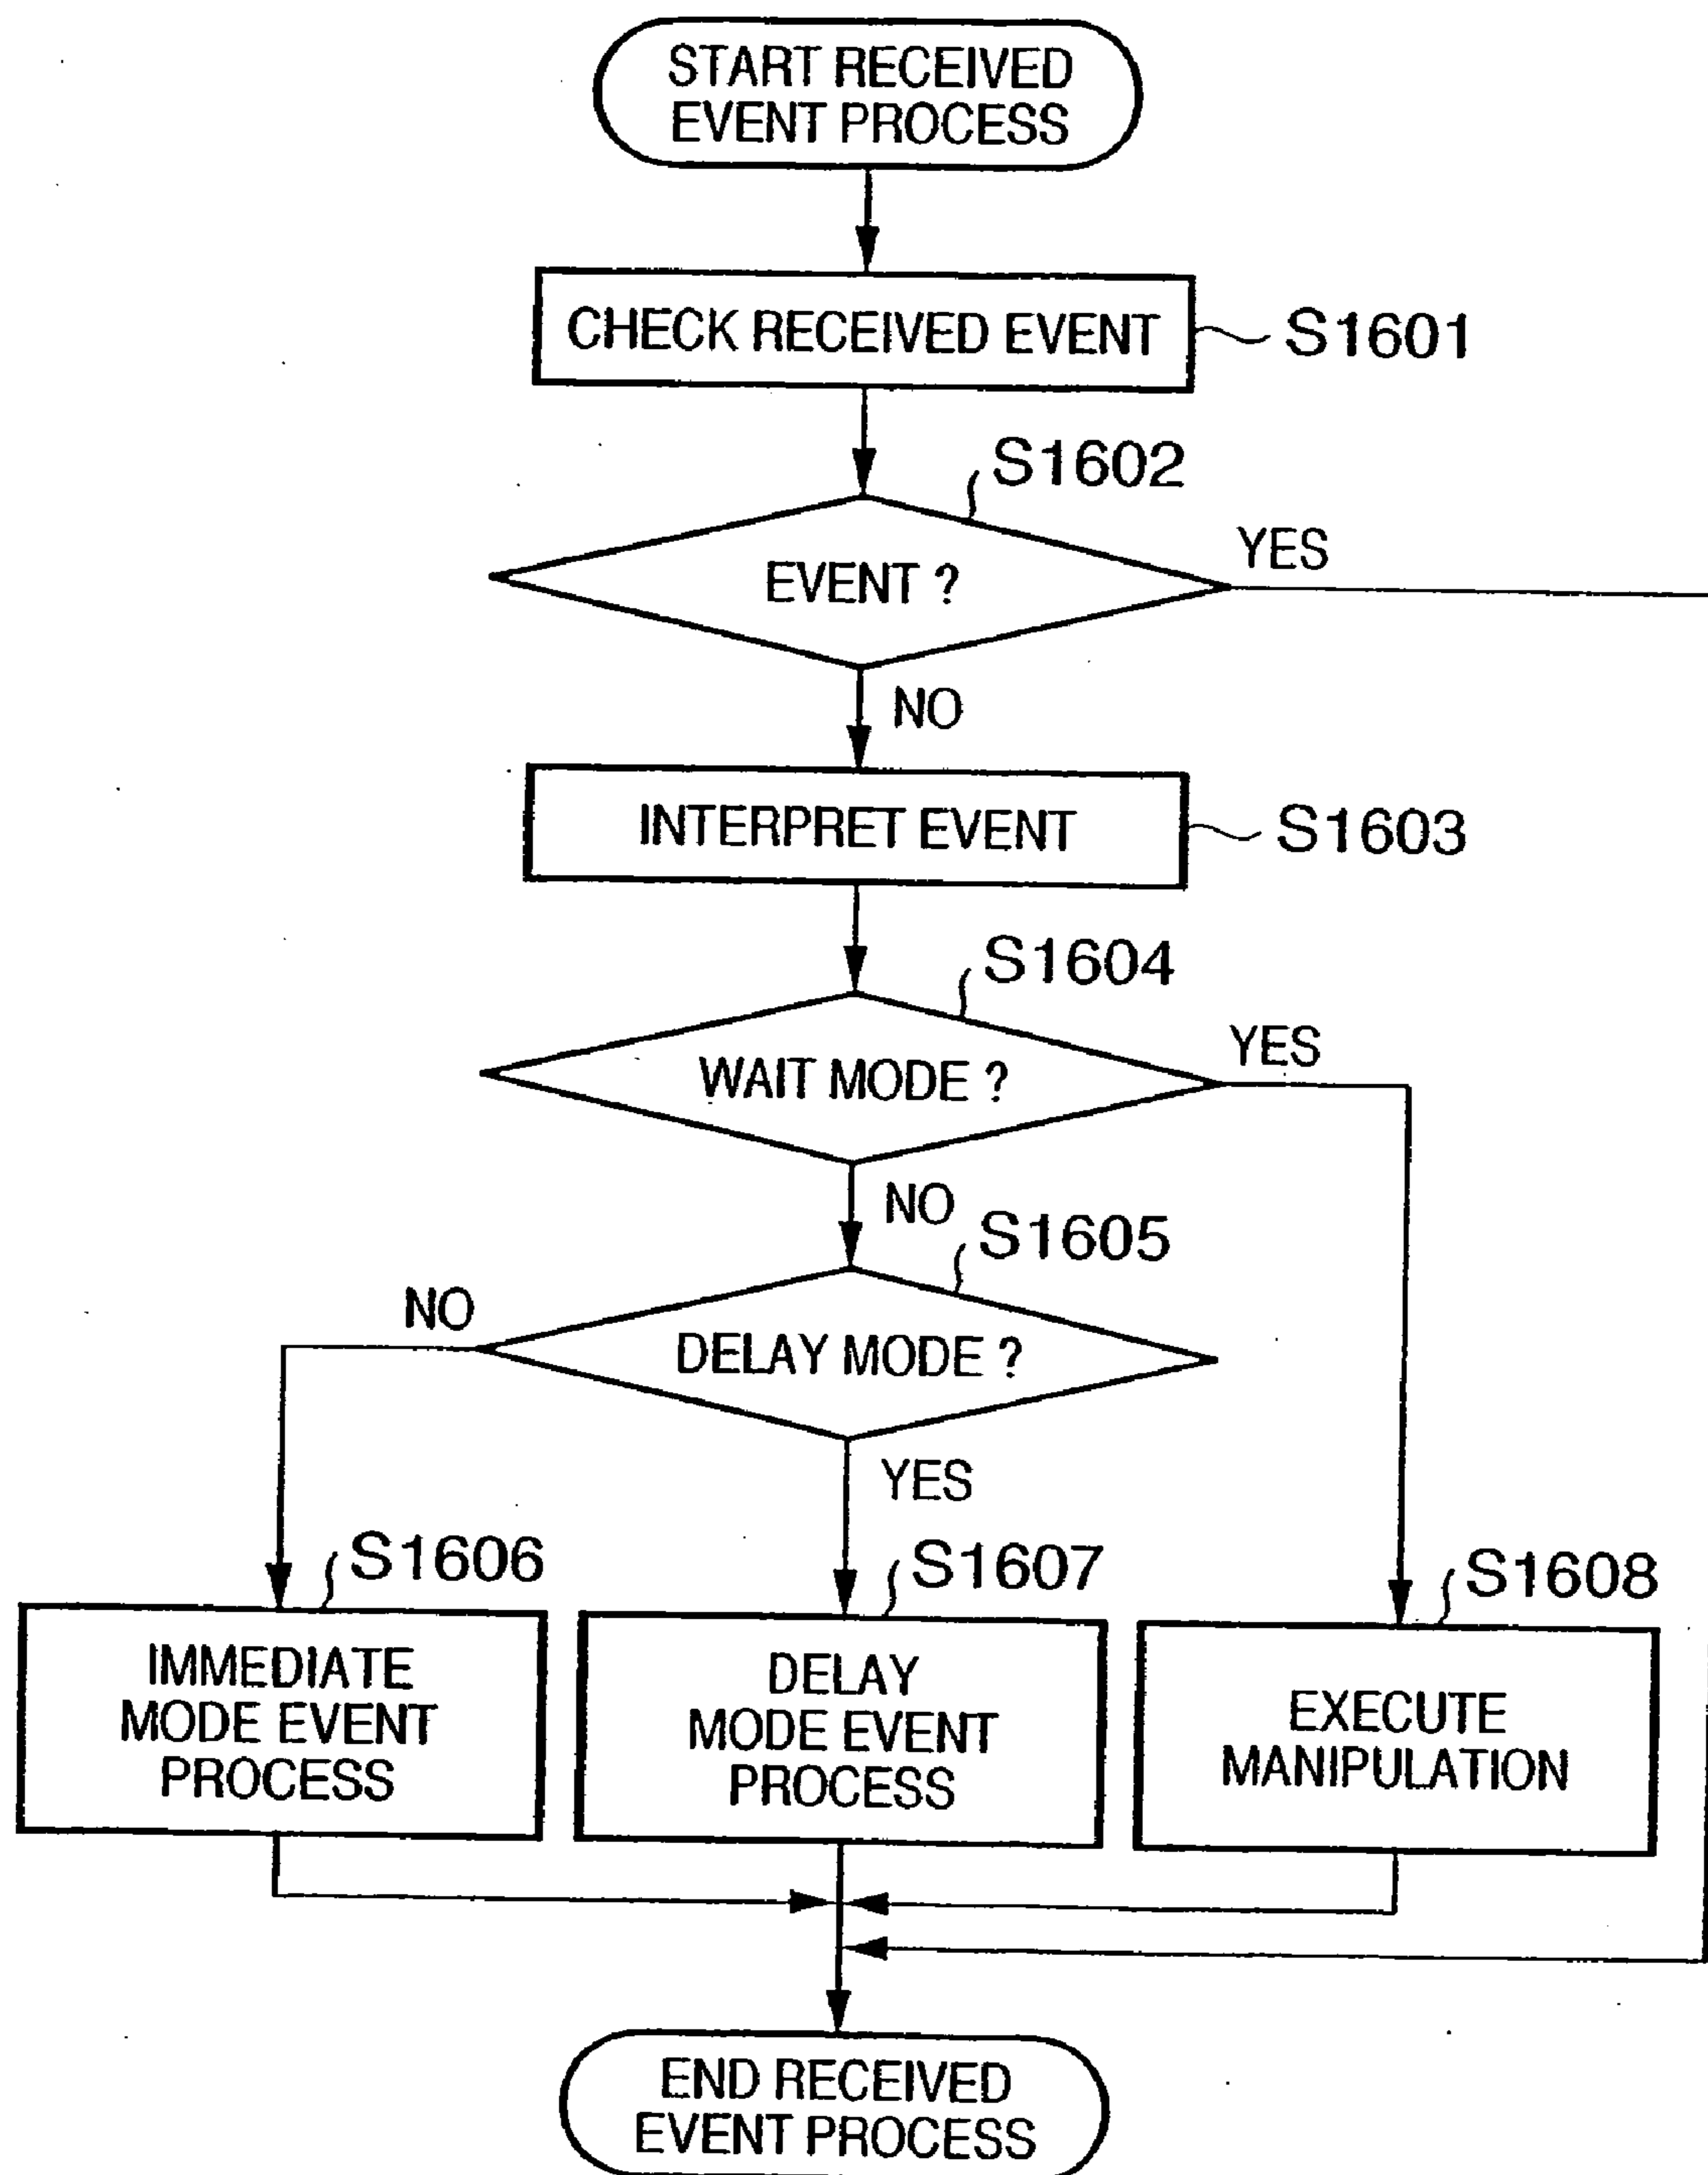 START RECEIVED
EVENT PROCESS
CHECK RECEIVED EVENT
S1601
S1602
EVENT ?
YES
NO
INTERPRET EVENT
S1603
S1604
WAIT MODE ?
YES
NO
S1605
NO
DELAY MODE ?
YES
S1606
S1607
S1608
IMMEDIATE
MODE EVENT
PROCESS
DELAY
MODE EVENT
PROCESS
EXECUTE
MANIPULATION
END RECEIVED
EVENT PROCESS